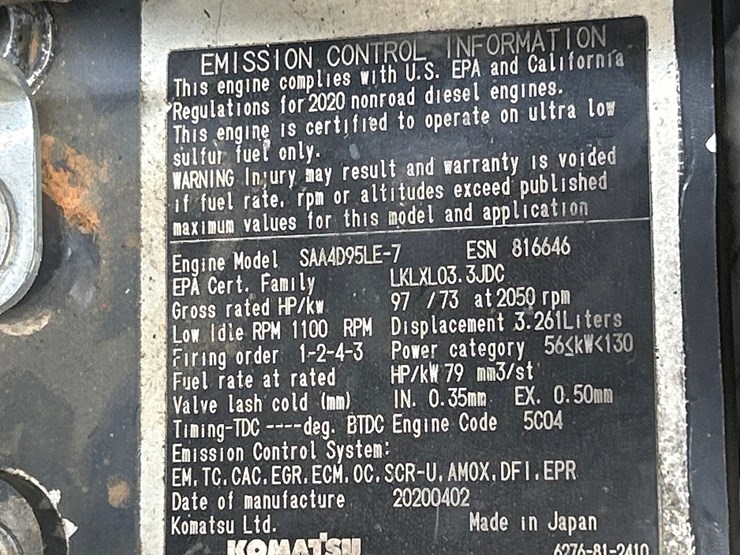 EMISSION CONTROL INFORMATION
This engine complies with U.S. EPA and California
Regulations for 2020 nonroad diesel engines.
This engine is certified to operate on ultra low
sulfur fuel only.
WARNING Injury may result and warranty is voided
if fuel rate, rpm or altitudes exceed published
maximum values for this model and application
Engine Model SAA4D95LE-7 ESN 816646
EPA Cert. Family LKLXL03.3JDC
Gross rated HP/kw 97 /73 at 2050 rpm
Low Idle RPM 1100 RPM Displacement 3.261Liters
Firing order 1-2-4-3 Power category 56≤kW<130
Fuel rate at rated HP/kW 79 mm3/st
Valve lash cold (mm) IN. 0.35mm EX. 0.50mm
Timing-TDC ----deg. BTDC Engine Code 5C04
Emission Control System:
EM,TC,CAC,EGR,ECM,OC,SCR-U,AMOX,DFI,EPR
Date of manufacture 20200402
Komatsu Ltd. Made in Japan
KOMATSU 6276-81-2410